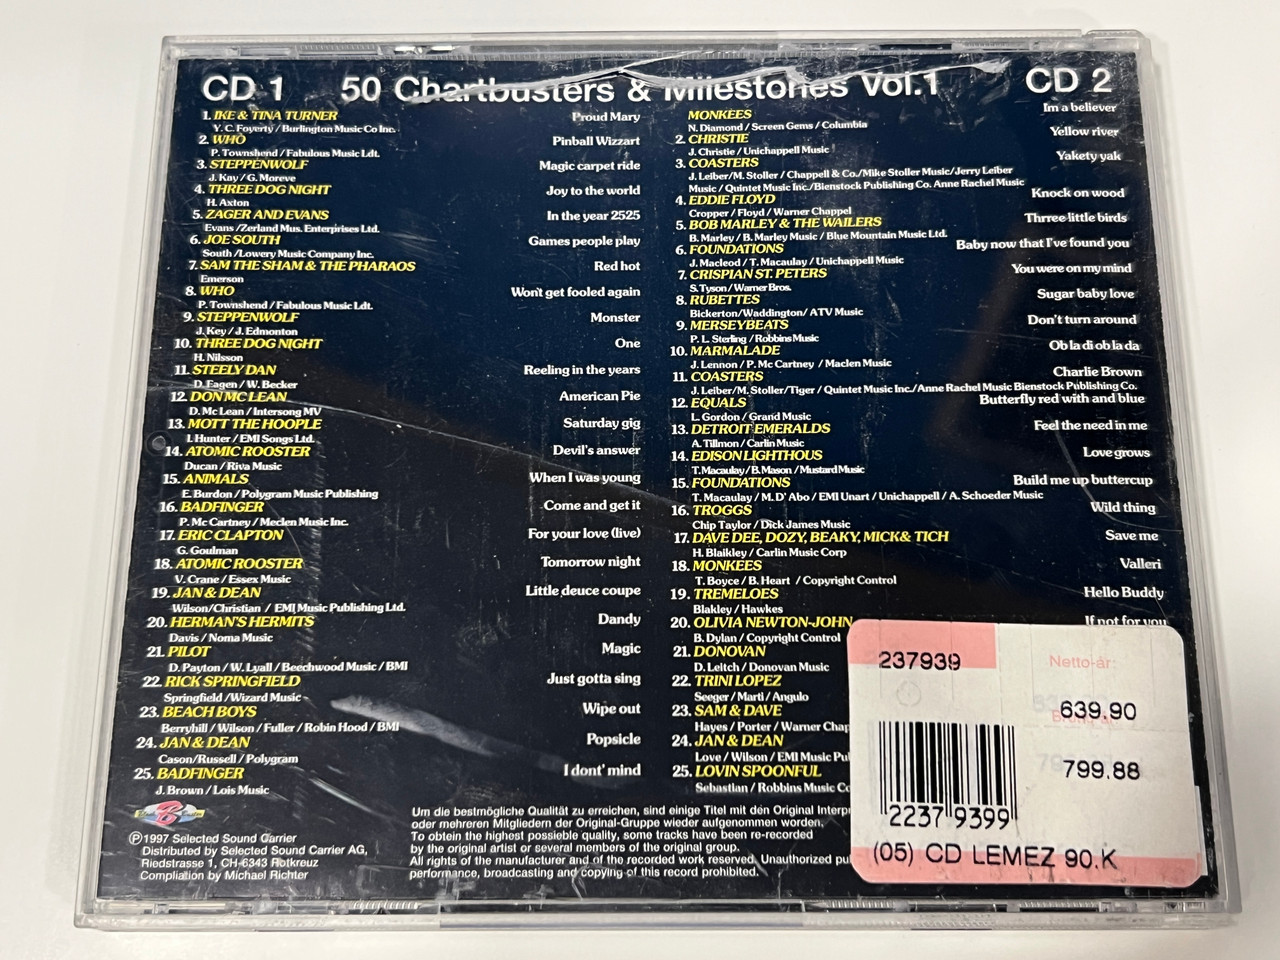 CD 1 50 Chartbusters & Milestones Vol.1 CD 2
1. IKE & TINA TURNER Proud Mary
Y. C. Foyerty / Burlington Music Co Inc.
2. WHO Pinball Wizzart
P. Townshend / Fabulous Music Ldt.
3. STEPPENWOLF Magic carpet ride
J. Kay / G. Moreve
4. THREE DOG NIGHT Joy to the world
H. Axton
5. ZAGER AND EVANS In the year 2525
Evans /Zerland Mus. Enterprises Ltd.
6. JOE SOUTH Games people play
South /Lowery Music Company Inc.
7. SAM THE SHAM & THE PHARAOS Red hot
Emerson
8. WHO Won't get fooled again
P. Townshend / Fabulous Music Ldt.
9. STEPPENWOLF Monster
J. Key / J. Edmonton
10. THREE DOG NIGHT One
H. Nilsson
11. STEELY DAN Reeling in the years
D. Fagen / W. Becker
12. DON MC LEAN American Pie
D. Mc Lean / Intersong MV
13. MOTT THE HOOPLE Saturday gig
I. Hunter / EMI Songs Ltd.
14. ATOMIC ROOSTER Devil's answer
Ducan / Riva Music
15. ANIMALS When I was young
E. Burdon / Polygram Music Publishing
16. BADFINGER Come and get it
P. Mc Cartney / Meclen Music Inc.
17. ERIC CLAPTON For your love (live)
G. Goulman
18. ATOMIC ROOSTER Tomorrow night
V. Crane / Essex Music
19. JAN & DEAN Little deuce coupe
Wilson/Christian / EMI Music Publishing Ltd.
20. HERMAN'S HERMITS Dandy
Davis / Noma Music
21. PILOT Magic
D. Payton / W. Lyall / Beechwood Music / BMI
22. RICK SPRINGFIELD Just gotta sing
Springfield /Wizard Music
23. BEACH BOYS Wipe out
Berryhill / Wilson / Fuller / Robin Hood / BMI
24. JAN & DEAN Popsicle
Cason/Russell / Polygram
25. BADFINGER I dont' mind
J. Brown / Lois Music
MONKEES Im a believer
N. Diamond / Screen Gems / Columbia
2. CHRISTIE Yellow river
J. Christie / Unichappell Music
3. COASTERS Yakety yak
J. Leiber/M. Stoller / Chappell & Co./Mike Stoller Music/Jerry Leiber
Music / Quintet Music Inc./Bienstock Publishing Co. Anne Rachel Music
4. EDDIE FLOYD Knock on wood
Cropper / Floyd / Warner Chappel
5. BOB MARLEY & THE WAILERS Thrree little birds
B. Marley / B. Marley Music / Blue Mountain Music Ltd.
6. FOUNDATIONS Baby now that I've found you
J. Macleod / T. Macaulay / Unichappell Music
7. CRISPIAN ST. PETERS You were on my mind
S. Tyson / Warner Bros.
8. RUBETTES Sugar baby love
Bickerton/Waddington/ ATV Music
9. MERSEYBEATS Don't turn around
P. L. Sterling / Robbins Music
10. MARMALADE Ob la di ob la da
J. Lennon / P. Mc Cartney / Maclen Music
11. COASTERS Charlie Brown
J. Leiber/M. Stoller/Tiger / Quintet Music Inc./Anne Rachel Music Bienstock Publishing Co.
12. EQUALS Butterfly red with and blue
L. Gordon / Grand Music
13. DETROIT EMERALDS Feel the need in me
A. Tillmon / Carlin Music
14. EDISON LIGHTHOUS Love grows
T. Macaulay / B. Mason / Mustard Music
15. FOUNDATIONS Build me up buttercup
T. Macaulay / M. D' Abo / EMI Unart / Unichappell / A. Schoeder Music
16. TROGGS Wild thing
Chip Taylor / Dick James Music
17. DAVE DEE, DOZY, BEAKY, MICK & TICH Save me
H. Blaikley / Carlin Music Corp
18. MONKEES Valleri
T. Boyce / B. Heart / Copyright Control
19. TREMELOES Hello Buddy
Blakley / Hawkes
20. OLIVIA NEWTON-JOHN If not for you
B. Dylan / Copyright Control
21. DONOVAN
D. Leitch / Donovan Music
22. TRINI LOPEZ
Seeger / Marti / Angulo
23. SAM & DAVE
Hayes / Porter / Warner Chap
24. JAN & DEAN
Love / Wilson / EMI Music Pu
25. LOVIN SPOONFUL
Sebastian / Robbins Music Co
℗1997 Selected Sound Carrier
Distributed by Selected Sound Carrier AG,
Riedstrasse 1, CH-6343 Rotkreuz
Compilation by Michael Richter
Um die bestmögliche Qualität zu erreichen, sind einige Titel mit den Original Interpr
oder mehreren Mitgliedern der Original-Gruppe wieder aufgenommen worden,
To obtein the highest possieble quality, some tracks have been re-recorded
by the original artist or several members of the original group.
All rights of the manufacturer and of the recorded work reserved. Unauthorized pu
performance, broadcasting and copying of this record prohibited.
237939 Netto-ár:
639.90
799.88
2237 9399
(05) CD LEMEZ 90.K